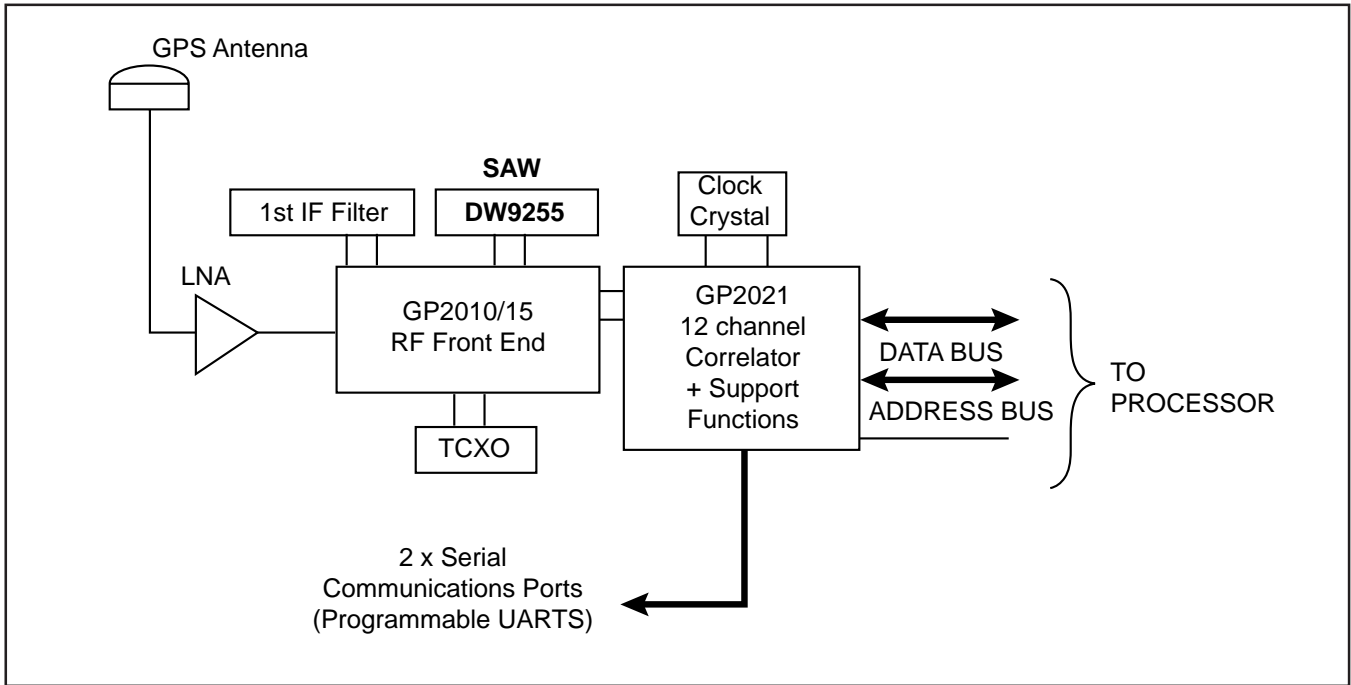 GPS Antenna
SAW
1st IF Filter
DW9255
Clock
Crystal
LNA
GP2010/15
RF Front End
GP2021
12 channel
Correlator
+ Support
Functions
DATA BUS
ADDRESS BUS
TO
PROCESSOR
TCXO
2 x Serial
Communications Ports
(Programmable UARTS)